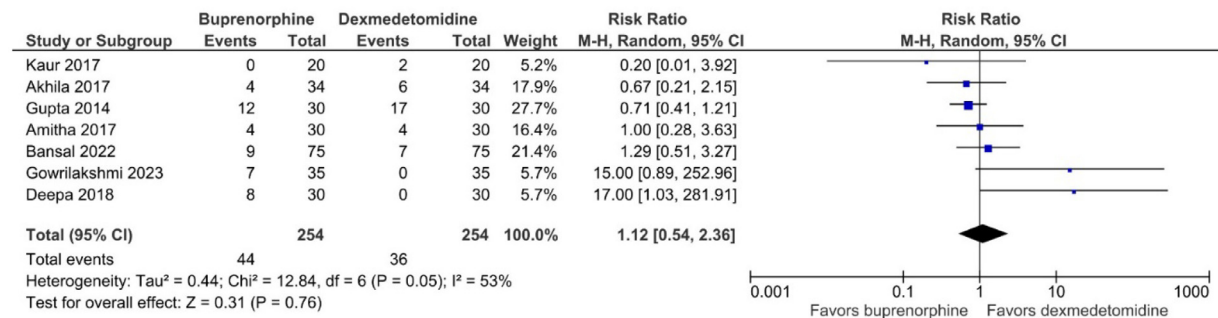 Buprenorphine Dexmedetomidine Risk Ratio Risk Ratio
Study or Subgroup Events Total Events Total Weight M-H, Random, 95% CI M-H, Random, 95% CI
Kaur 2017 0 20 2 20 5.2% 0.20 [0.01, 3.92]
Akhila 2017 4 34 6 34 17.9% 0.67 [0.21, 2.15]
Gupta 2014 12 30 17 30 27.7% 0.71 [0.41, 1.21]
Amitha 2017 4 30 4 30 16.4% 1.00 [0.28, 3.63]
Bansal 2022 9 75 7 75 21.4% 1.29 [0.51, 3.27]
Gowrilakshmi 2023 7 35 0 35 5.7% 15.00 [0.89, 252.96]
Deepa 2018 8 30 0 30 5.7% 17.00 [1.03, 281.91]
Total (95% CI) 254 254 100.0% 1.12 [0.54, 2.36]
Total events 44 36
Heterogeneity: Tau² = 0.44; Chi² = 12.84, df = 6 (P = 0.05); I² = 53%
Test for overall effect: Z = 0.31 (P = 0.76)
0.001 0.1 1 10 1000
Favors buprenorphine Favors dexmedetomidine